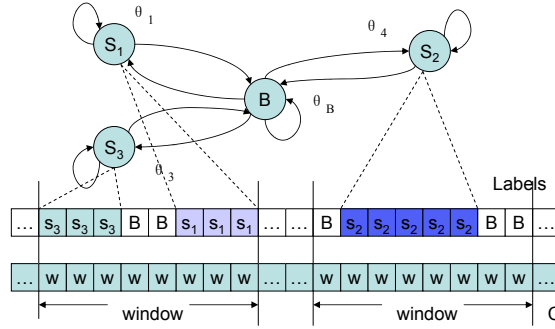 θ 1
θ 4
S1
S2
B
θ B
S3
θ 3
Labels
... s3 s3 s3 B B s1 s1 s1 ... ... B s2 s2 s2 s2 s2 B B ...
... w w w w w w w w ... ... w w w w w w w w ...
window window